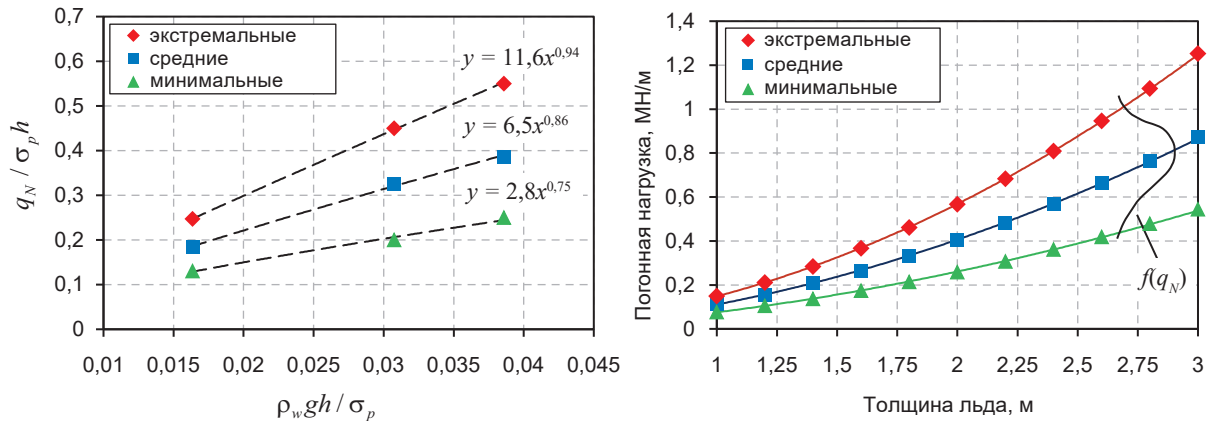 0,7
0,6
0,5
0,4
0,3
0,2
0,1
0
экстремальные
средние
минимальные
y = 11,6x^0,94
y = 6,5x^0,86
y = 2,8x^0,75
0,01 0,015 0,02 0,025 0,03 0,035 0,04 0,045
q_N / σ_p h
ρ_w gh / σ_p
1,4
1,2
1
0,8
0,6
0,4
0,2
0
экстремальные
средние
минимальные
f(q_N)
1 1,25 1,5 1,75 2 2,25 2,5 2,75 3
Погонная нагрузка, МН/м
Толщина льда, м